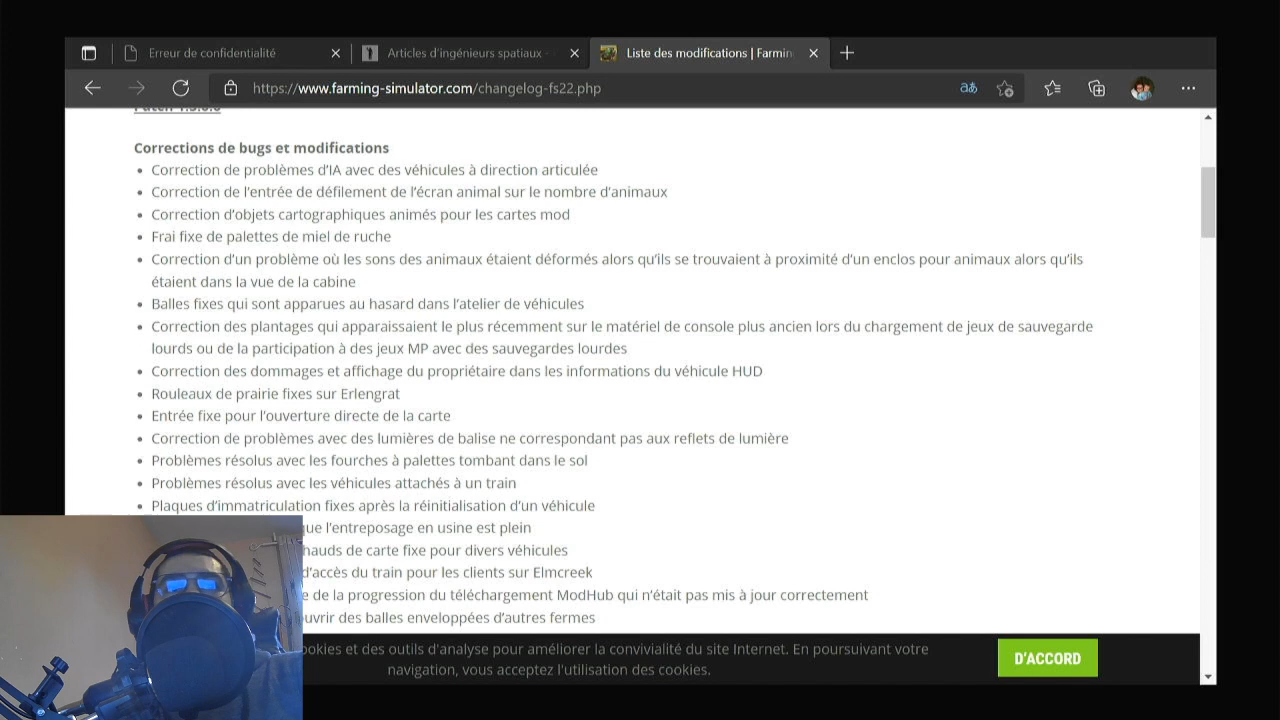 Erreur de confidentialité
Articles d'ingénieurs spatiaux -
Liste des modifications | Farmin
https://www.farming-simulator.com/changelog-fs22.php
Corrections de bugs et modifications
• Correction de problèmes d'IA avec des véhicules à direction articulée
• Correction de l'entrée de défilement de l'écran animal sur le nombre d'animaux
• Correction d'objets cartographiques animés pour les cartes mod
• Frai fixe de palettes de miel de ruche
• Correction d'un problème où les sons des animaux étaient déformés alors qu'ils se trouvaient à proximité d'un enclos pour animaux alors qu'ils
étaient dans la vue de la cabine
• Balles fixes qui sont apparues au hasard dans l'atelier de véhicules
• Correction des plantages qui apparaissaient le plus récemment sur le matériel de console plus ancien lors du chargement de jeux de sauvegarde
lourds ou de la participation à des jeux MP avec des sauvegardes lourdes
• Correction des dommages et affichage du propriétaire dans les informations du véhicule HUD
• Rouleaux de prairie fixes sur Erlengrat
• Entrée fixe pour l'ouverture directe de la carte
• Correction de problèmes avec des lumières de balise ne correspondant pas aux reflets de lumière
• Problèmes résolus avec les fourches à palettes tombant dans le sol
• Problèmes résolus avec les véhicules attachés à un train
• Plaques d'immatriculation fixes après la réinitialisation d'un véhicule
que l'entreposage en usine est plein
hauds de carte fixe pour divers véhicules
d'accès du train pour les clients sur Elmcreek
e de la progression du téléchargement ModHub qui n'était pas mis à jour correctement
ouvrir des balles enveloppées d'autres fermes
ookies et des outils d'analyse pour améliorer la convivialité du site Internet. En poursuivant votre
navigation, vous acceptez l'utilisation des cookies.
D'ACCORD